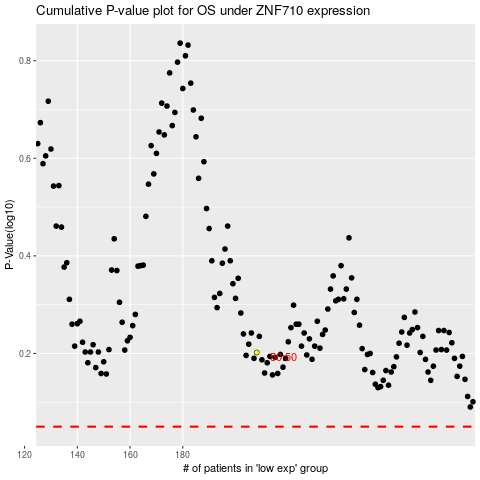 Cumulative P-value plot for OS under ZNF710 expression
P-Value(log10)
0.8
0.6
0.4
0.2
50:50
120 140 160 180
# of patients in 'low exp' group